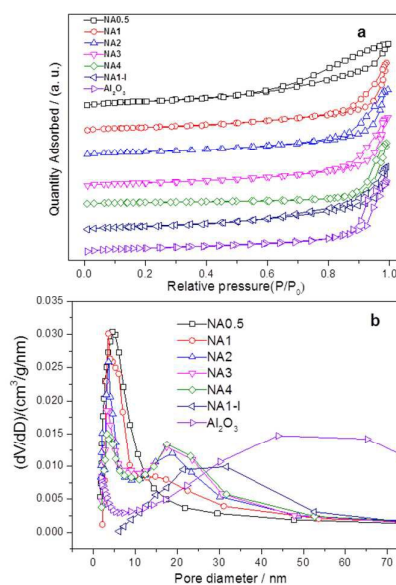 a
NA0.5
NA1
NA2
NA3
NA4
NA1-I
Al₂O₃
Quantity Adsorbed / (a. u.)
0.0 0.2 0.4 0.6 0.8 1.0
Relative pressure(P/P₀)
b
NA0.5
NA1
NA2
NA3
NA4
NA1-I
Al₂O₃
(dV/dD)/(cm³/g/nm)
0.035
0.030
0.025
0.020
0.015
0.010
0.005
0.000
0 10 20 30 40 50 60 70
Pore diameter / nm